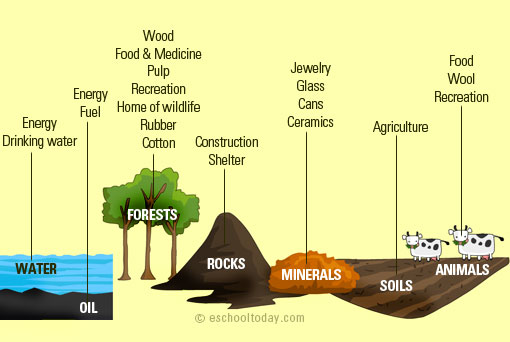 Energy
Drinking water
WATER
Energy
Fuel
OIL
Wood
Food & Medicine
Pulp
Recreation
Home of wildlife
Rubber
Cotton
FORESTS
Construction
Shelter
ROCKS
Jewelry
Glass
Cans
Ceramics
MINERALS
Agriculture
SOILS
Food
Wool
Recreation
ANIMALS
© eschooltoday.com